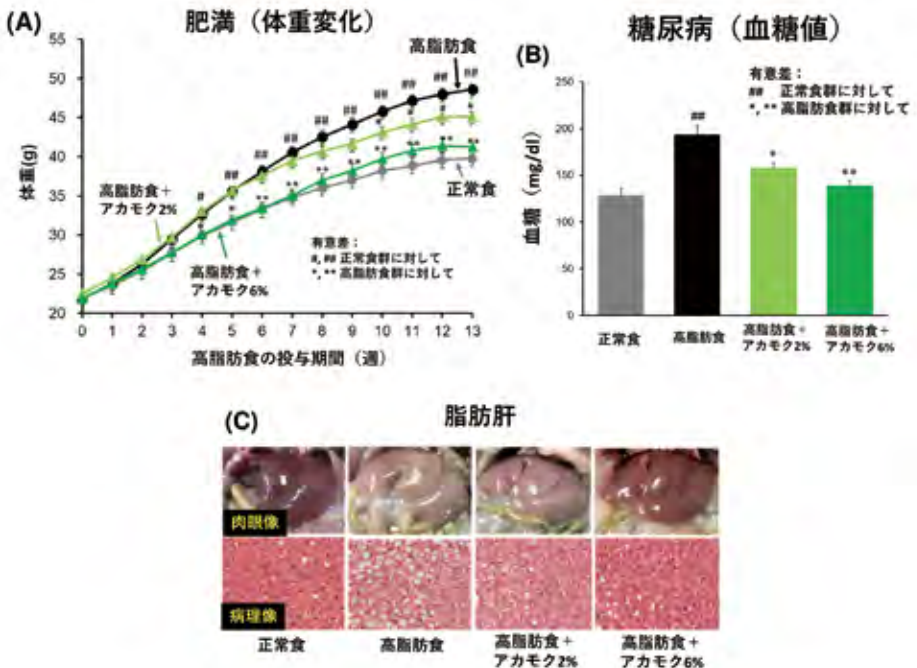 (A)
肥満（体重変化）
体重(g)
55
50
45
40
35
30
25
20
0 1 2 3 4 5 6 7 8 9 10 11 12 13
高脂肪食の投与期間（週）
高脂肪食
## ## ## ## ## ## ## ## ## ##
#
高脂肪食＋
アカモク2%
正常食
高脂肪食＋
アカモク6%
有意差：
#, ## 正常食群に対して
*, ** 高脂肪食群に対して
(B)
糖尿病（血糖値）
血糖（mg/dl）
250
200
150
100
50
0
有意差：
## 正常食群に対して
*, ** 高脂肪食群に対して
##
*
**
正常食
高脂肪食
高脂肪食＋
アカモク2%
高脂肪食＋
アカモク6%
(C)
脂肪肝
肉眼像
病理像
正常食
高脂肪食
高脂肪食＋
アカモク2%
高脂肪食＋
アカモク6%